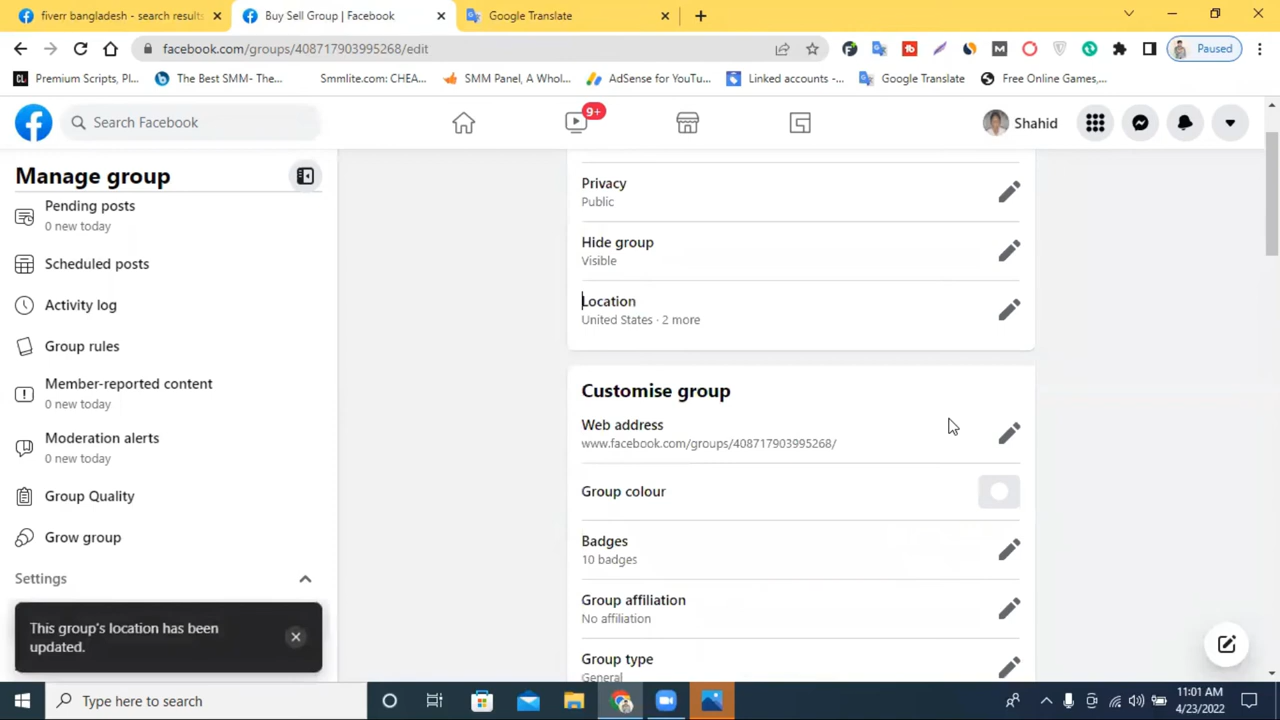 fiverr bangladesh - search results
Buy Sell Group | Facebook
Google Translate
facebook.com/groups/408717903995268/edit
Paused
CL Premium Scripts, Pl...
The Best SMM- The...
Smmlite.com: CHEA...
SMM Panel, A Whol...
AdSense for YouTu...
Linked accounts -...
Google Translate
Free Online Games,...
Search Facebook
9+
Shahid
Manage group
Pending posts
0 new today
Scheduled posts
Activity log
Group rules
Member-reported content
0 new today
Moderation alerts
0 new today
Group Quality
Grow group
Settings
This group's location has been
updated.
Privacy
Public
Hide group
Visible
Location
United States · 2 more
Customise group
Web address
www.facebook.com/groups/408717903995268/
Group colour
Badges
10 badges
Group affiliation
No affiliation
Group type
General
Type here to search
11:01 AM
4/23/2022